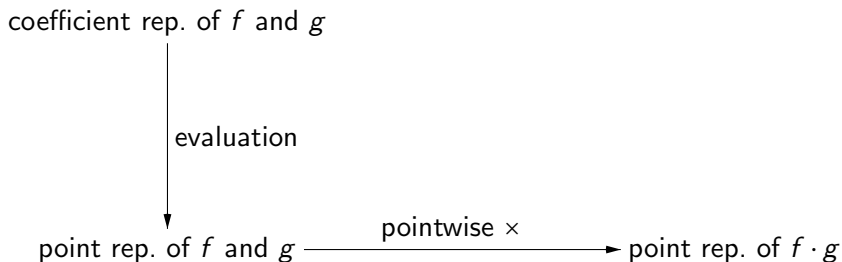 coefficient rep. of f and g
evaluation
pointwise ×
point rep. of f and g
point rep. of f · g